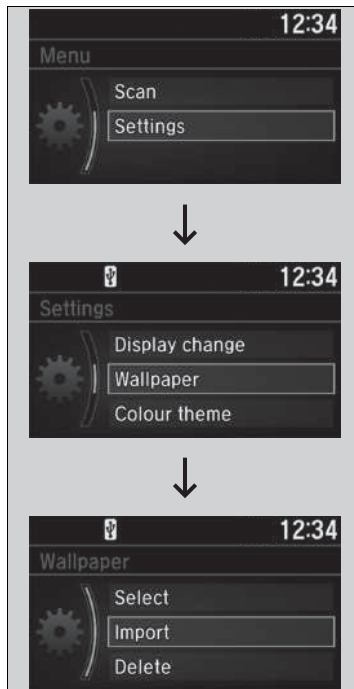 12:34
Menu
Scan
Settings
12:34
Settings
Display change
Wallpaper
Colour theme
12:34
Wallpaper
Select
Import
Delete